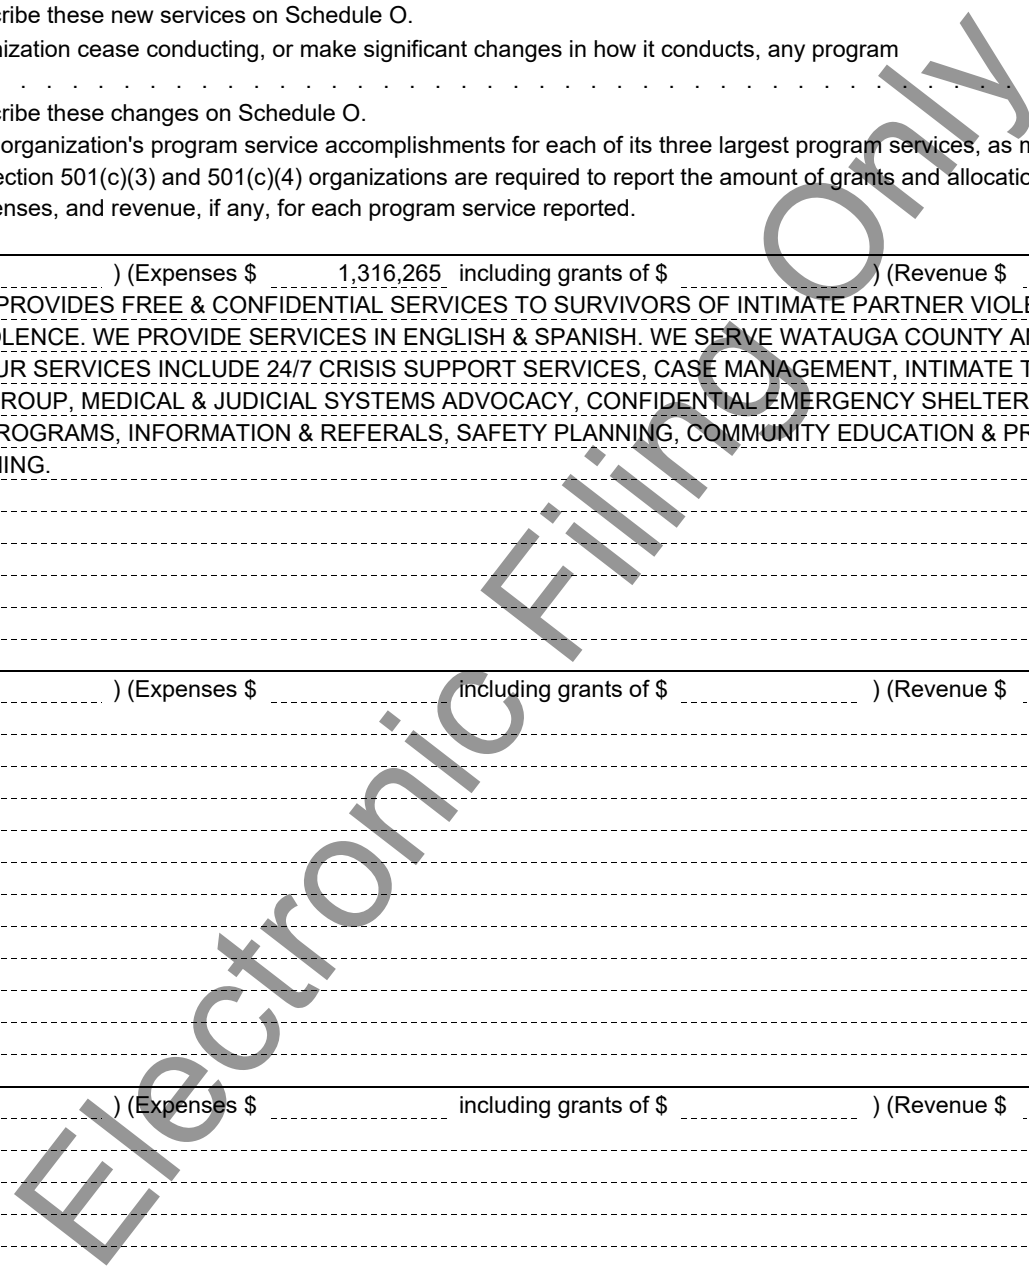 ribe these new services on Schedule O.
ization cease conducting, or make significant changes in how it conducts, any program
. . . . . . . . . . . . . . . . . . . . . . . . . . . . . . . . . . . . . . .
ribe these changes on Schedule O.
organization's program service accomplishments for each of its three largest program services, as m
ection 501(c)(3) and 501(c)(4) organizations are required to report the amount of grants and allocatio
enses, and revenue, if any, for each program service reported.
) (Expenses $ 1,316,265 including grants of $ ) (Revenue $
PROVIDES FREE & CONFIDENTIAL SERVICES TO SURVIVORS OF INTIMATE PARTNER VIOLE
OLENCE. WE PROVIDE SERVICES IN ENGLISH & SPANISH. WE SERVE WATAUGA COUNTY A
UR SERVICES INCLUDE 24/7 CRISIS SUPPORT SERVICES, CASE MANAGEMENT, INTIMATE T
ROUP, MEDICAL & JUDICIAL SYSTEMS ADVOCACY, CONFIDENTIAL EMERGENCY SHELTER
ROGRAMS, INFORMATION & REFERALS, SAFETY PLANNING, COMMUNITY EDUCATION & PR
NING.
) (Expenses $ including grants of $ ) (Revenue $
) (Expenses $ including grants of $ ) (Revenue $
Electronic Filing Only